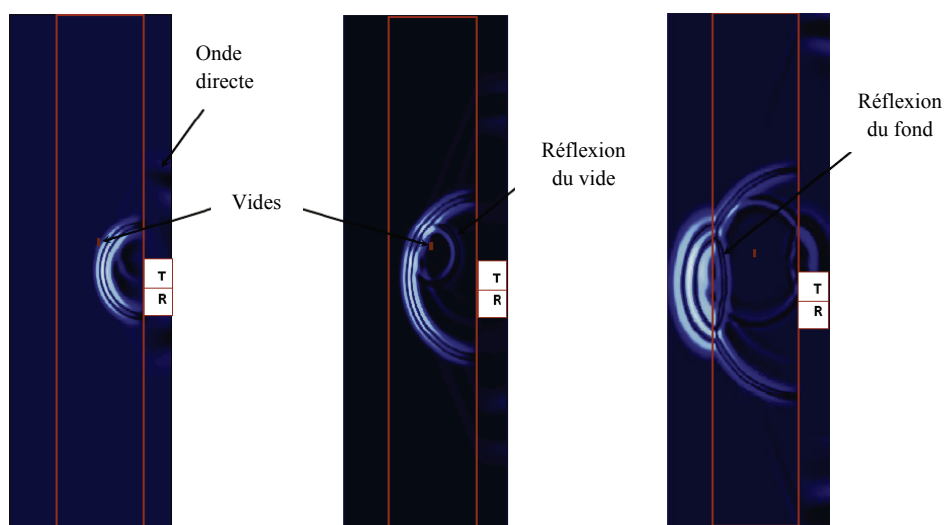 Onde
directe
Vides
T
R
Réflexion
du vide
T
R
Réflexion
du fond
T
R